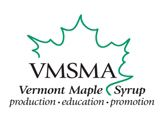 VMSMA
Vermont Maple Syrup
production • education • promotion